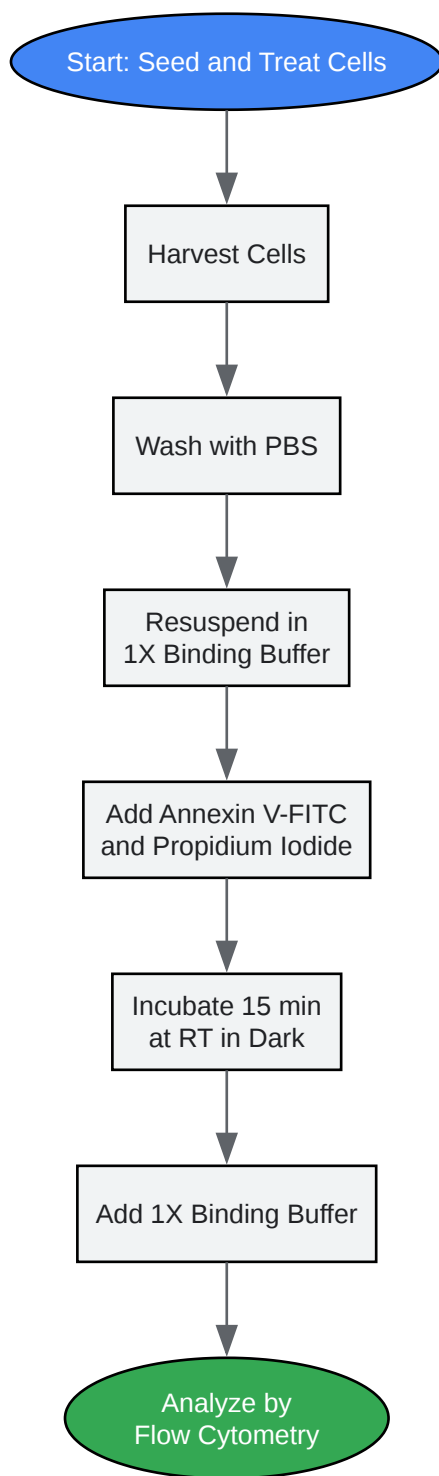 Start: Seed and Treat Cells
Harvest Cells
Wash with PBS
Resuspend in
1X Binding Buffer
Add Annexin V-FITC
and Propidium Iodide
Incubate 15 min
at RT in Dark
Add 1X Binding Buffer
Analyze by
Flow Cytometry